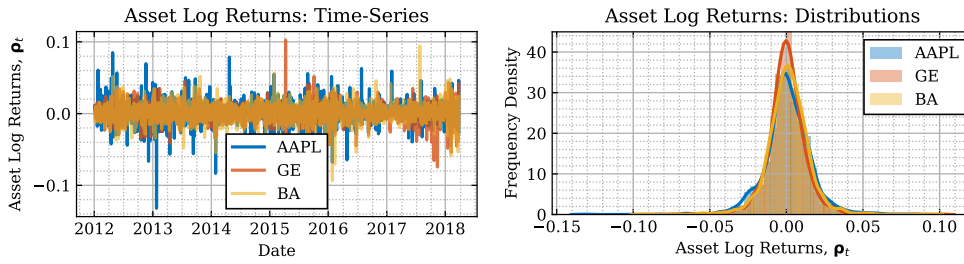 Asset Log Returns: Time-Series
Asset Log Returns, ρt
0.1
0.0
−0.1
AAPL
GE
BA
2012 2013 2014 2015 2016 2017 2018
Date
Asset Log Returns: Distributions
Frequency Density
40
30
20
10
0
AAPL
GE
BA
−0.15 −0.10 −0.05 0.00 0.05 0.10
Asset Log Returns, ρt